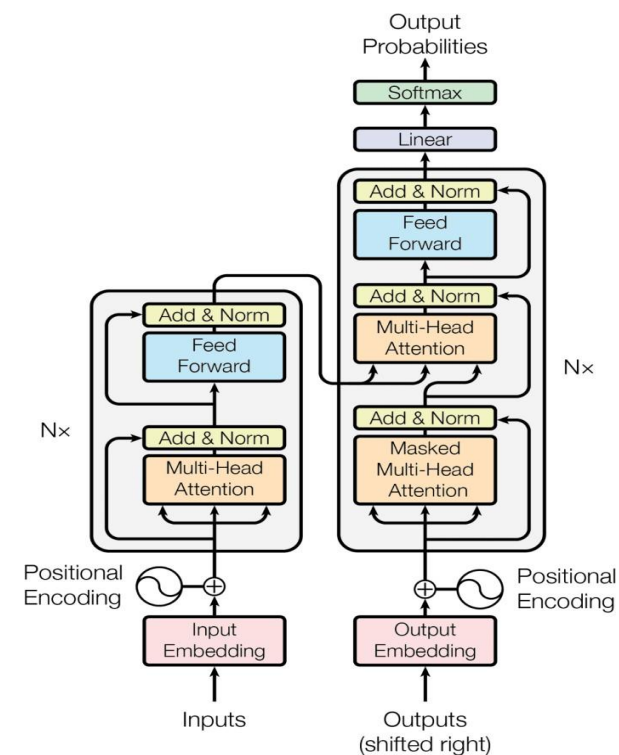 Output
Probabilities
Softmax
Linear
Add & Norm
Feed
Forward
Add & Norm
Multi-Head
Attention
Add & Norm
Masked
Multi-Head
Attention
N×
Add & Norm
Feed
Forward
N×
Add & Norm
Multi-Head
Attention
Positional
Encoding
Positional
Encoding
Input
Embedding
Output
Embedding
Inputs
Outputs
(shifted right)